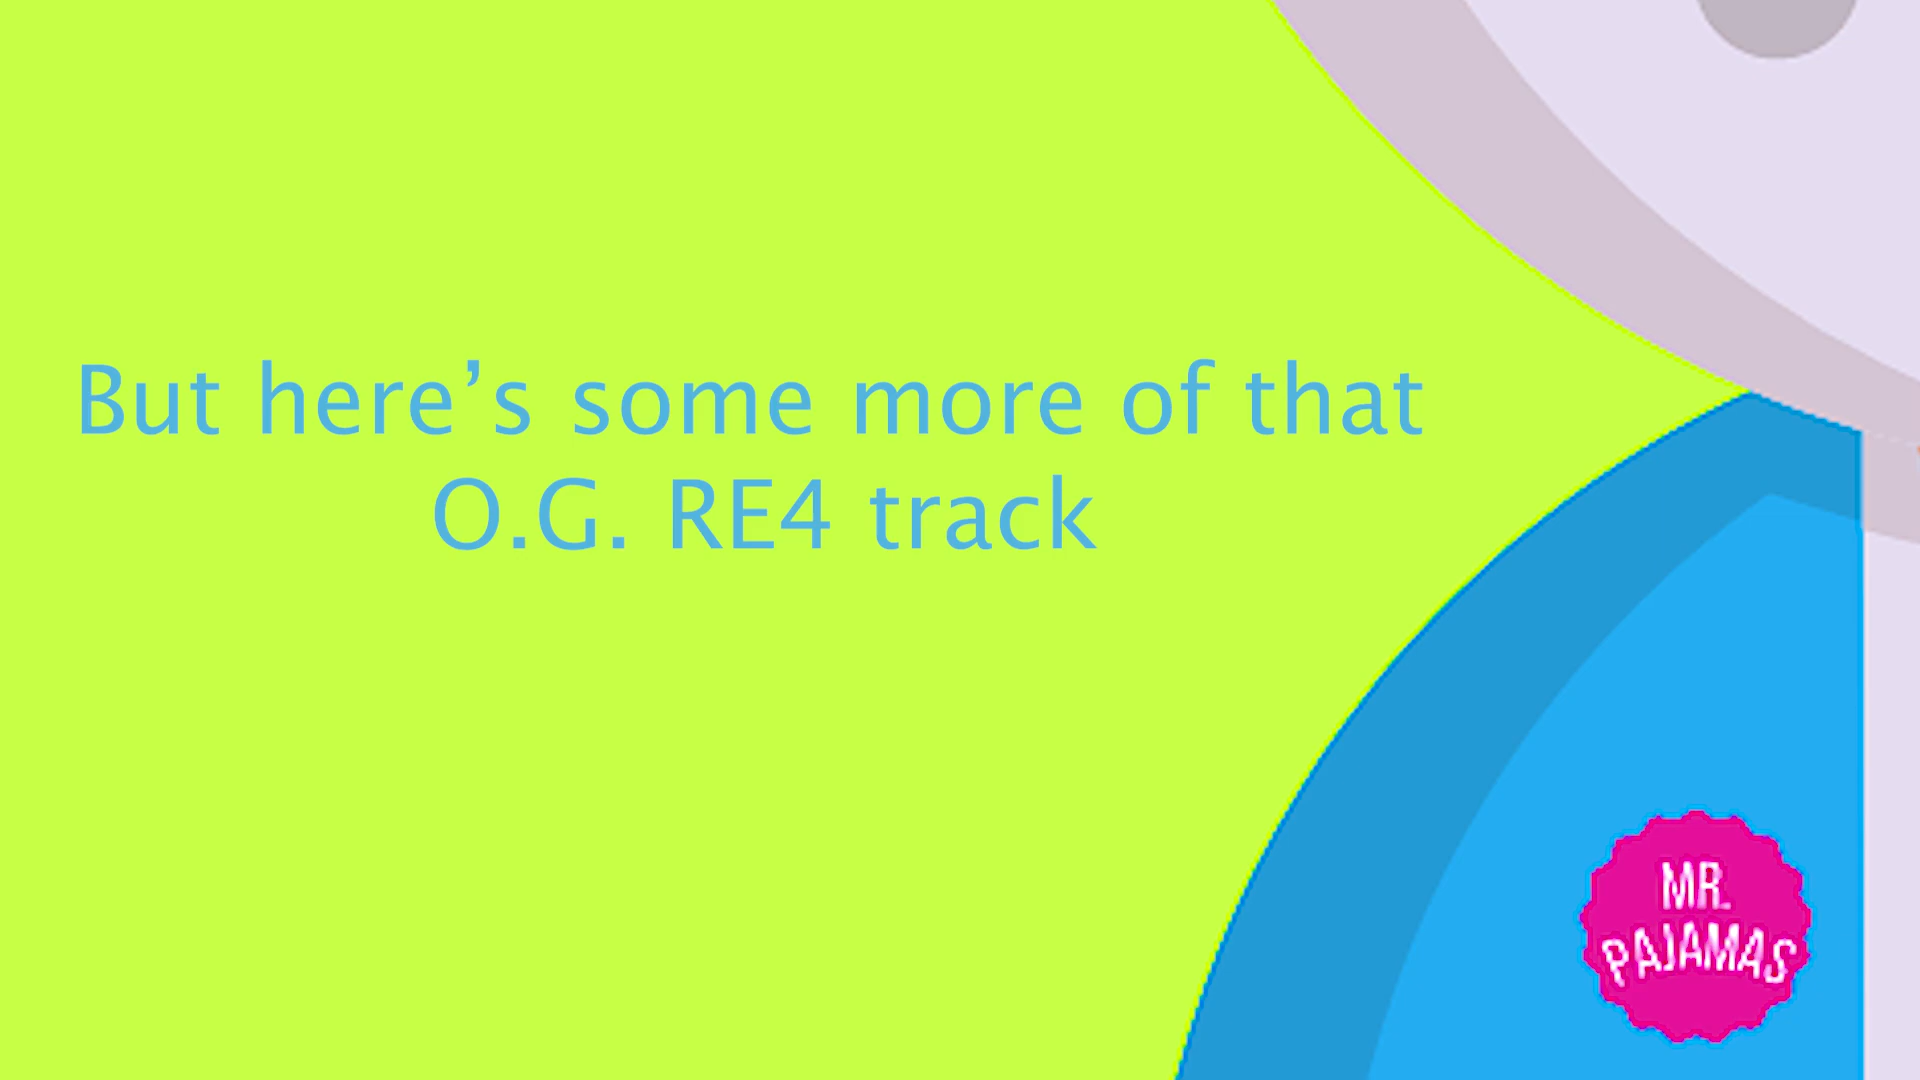 But here’s some more of that
O.G. RE4 track
MR.
PAJAMAS